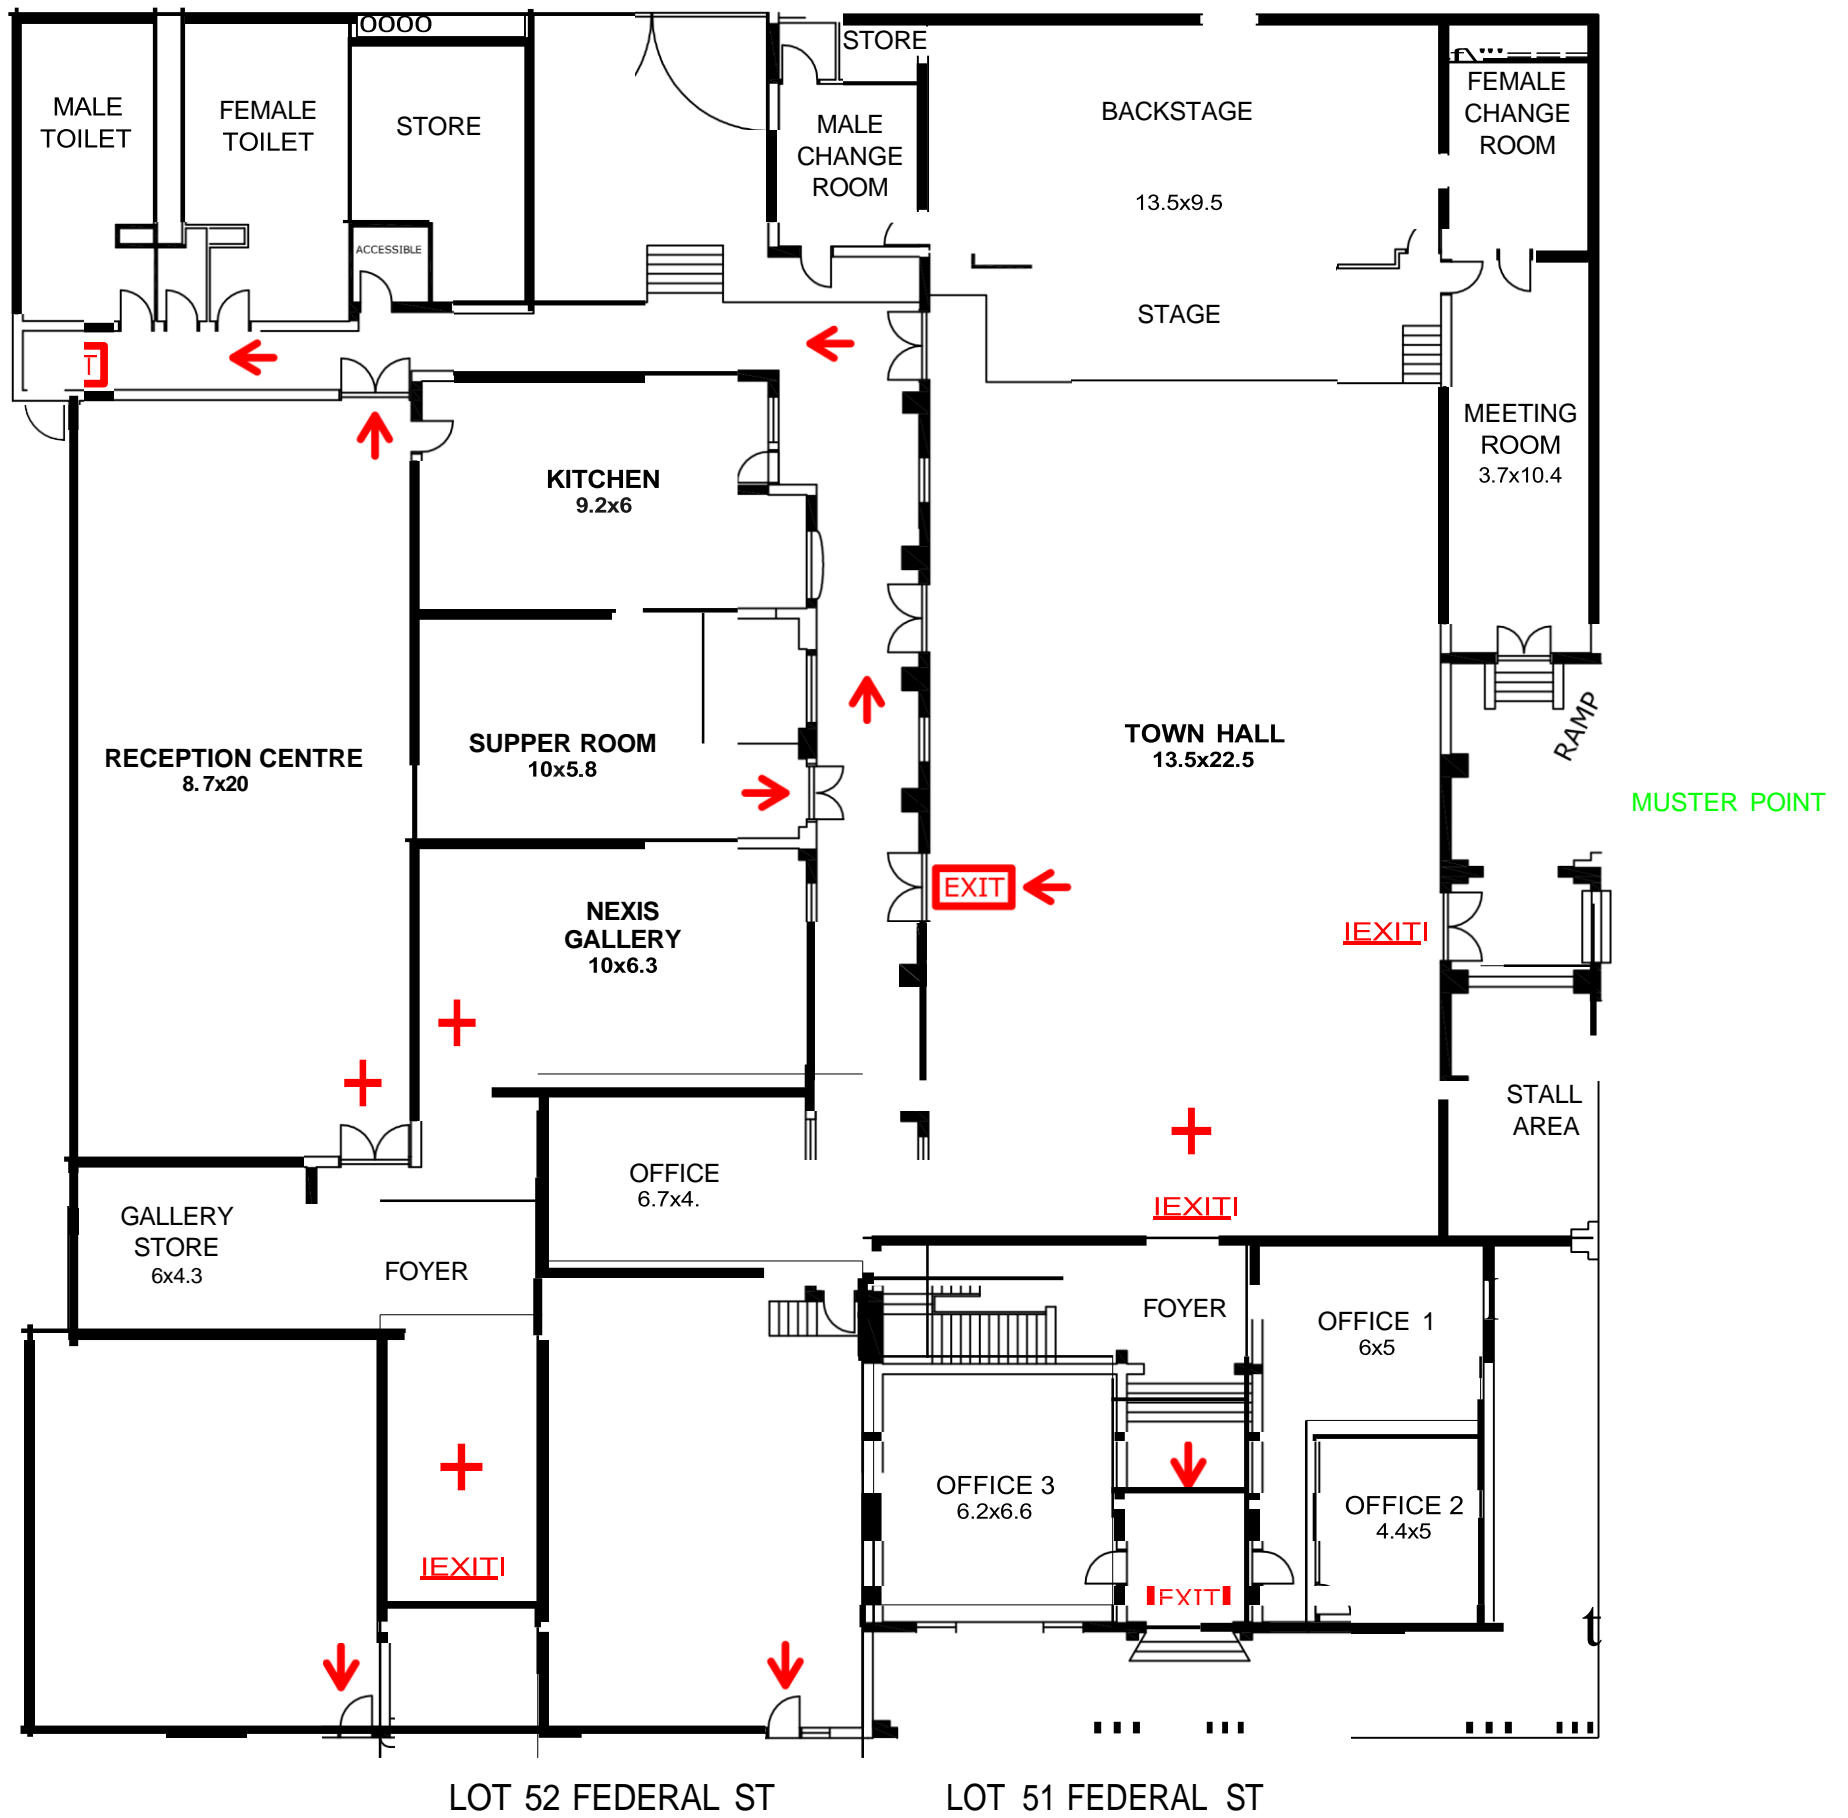 OOOO
STORE
MALE
TOILET
FEMALE
TOILET
STORE
MALE
CHANGE
ROOM
BACKSTAGE
13.5x9.5
FEMALE
CHANGE
ROOM
ACCESSIBLE
STAGE
T
MEETING
ROOM
3.7x10.4
KITCHEN
9.2x6
RECEPTION CENTRE
8.7x20
SUPPER ROOM
10x5.8
TOWN HALL
13.5x22.5
RAMP
MUSTER POINT
EXIT
NEXIS
GALLERY
10x6.3
|EXIT|
STALL
AREA
OFFICE
6.7x4.
|EXIT|
GALLERY
STORE
6x4.3
FOYER
FOYER
OFFICE 1
6x5
OFFICE 3
6.2x6.6
OFFICE 2
4.4x5
|EXIT|
EXIT
t
LOT 52 FEDERAL ST
LOT 51 FEDERAL ST